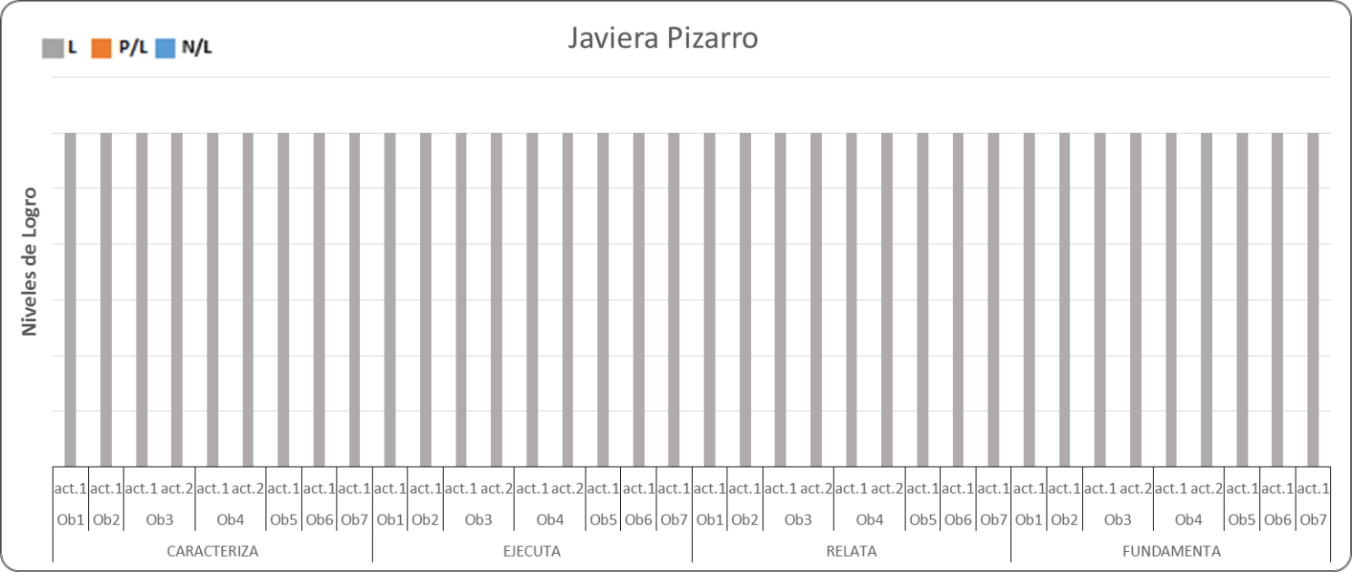 Javiera Pizarro
L P/L N/L
Niveles de Logro
act.1 act.1 act.1 act.2 act.1 act.2 act.1 act.1 act.1 act.1 act.1 act.1 act.2 act.1 act.2 act.1 act.1 act.1 act.1 act.1 act.1 act.2 act.1 act.2 act.1 act.1 act.1 act.1 act.1 act.1 act.2 act.1 act.2 act.1 act.1 act.1
Ob1 Ob2 Ob3 Ob4 Ob5 Ob6 Ob7 Ob1 Ob2 Ob3 Ob4 Ob5 Ob6 Ob7 Ob1 Ob2 Ob3 Ob4 Ob5 Ob6 Ob7 Ob1 Ob2 Ob3 Ob4 Ob5 Ob6 Ob7
CARACTERIZA EJECUTA RELATA FUNDAMENTA